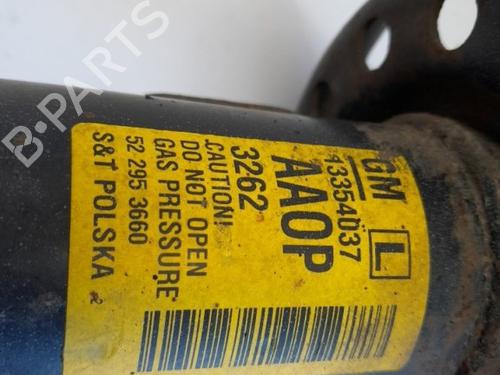 B-PARTS
GM L
13354037
AAOP
3262
CAUTION!
DO NOT OPEN
GAS PRESSURE
52 295 3660
S&T POLSKA